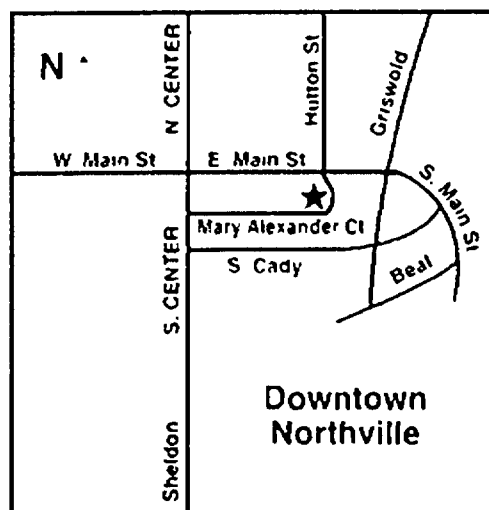 N
N CENTER
Hutton St
Griswold
W Main St
E Main St
S. Main St
Mary Alexander Ct
S Cady
Beal
S. CENTER
Downtown
Northville
Sheldon